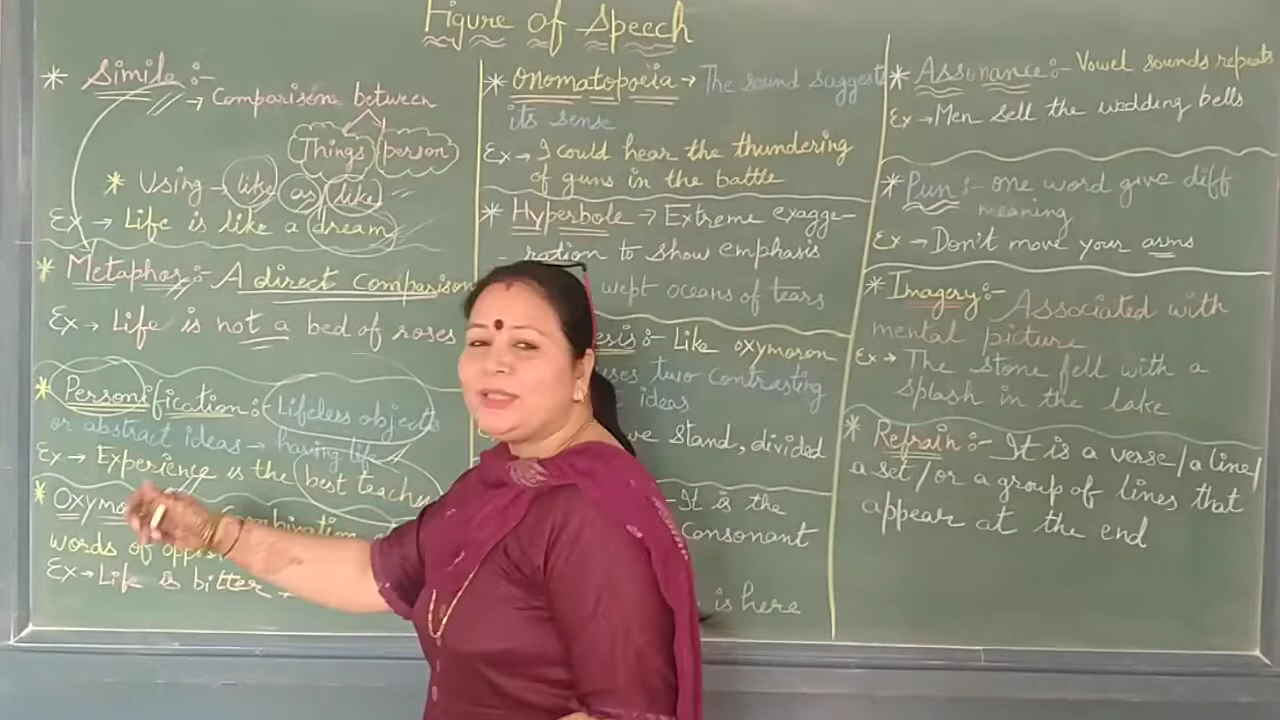 Figure of Speech
* Simile :-
→ Comparison between
Things person
* Using → like as like
Ex → Life is like a dream
* Metaphor :- A direct comparison
Ex → Life is not a bed of roses
* Personification :- Lifeless objects
or abstract ideas → having life
Ex → Experience is the best teacher
* Oxymo Combination
words of oppos
Ex → Life is bitter
* Onomatopoeia → The sound suggest
its sense
Ex → I could hear the thundering
of guns in the battle
* Hyperbole → Extreme exagge-
ration to show emphasis
wept oceans of tears
esis :- Like oxymoron
uses two contrasting
ideas
we stand, divided
- It is the
Consonant
is here
* Assonance :- Vowel sounds repeats
Ex → Men sell the wedding bells
* Pun :- one word give diff
meaning
Ex → Don't move your arms
* Imagery :- Associated with
mental picture
Ex → The stone fell with a
splash in the lake
* Refrain :- It is a verse/a line/
a set/or a group of lines that
appear at the end